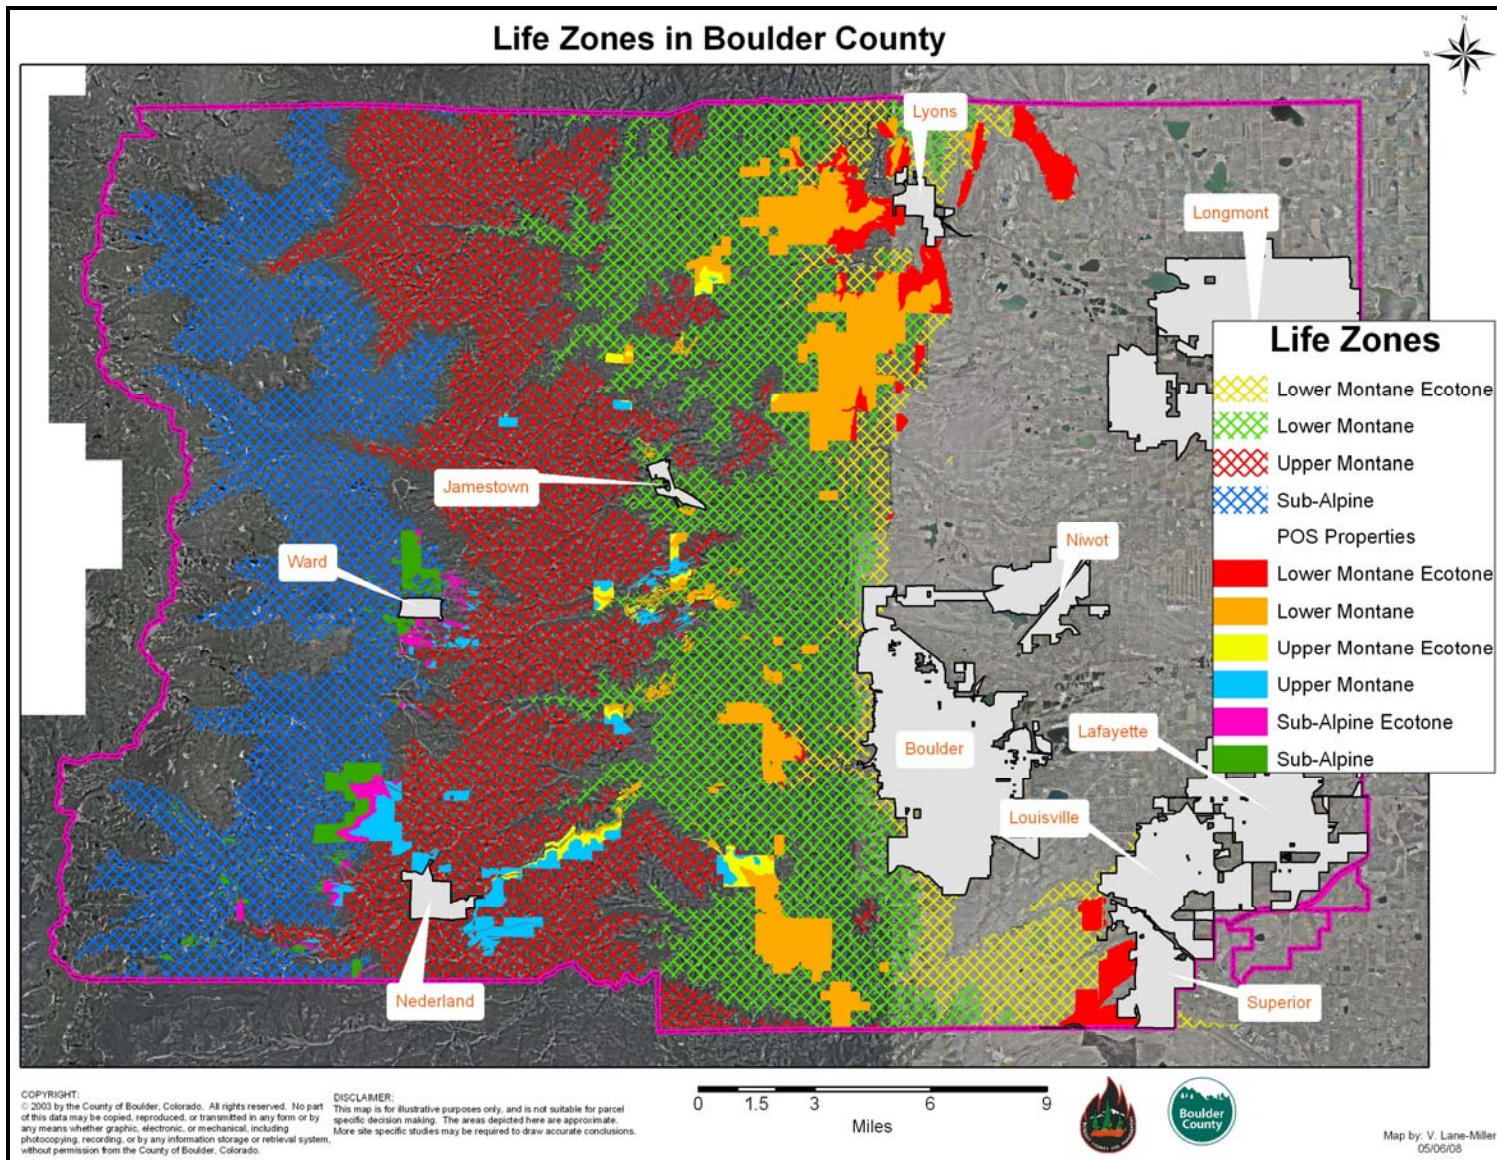 Life Zones in Boulder County
N
W
S
Lyons
Longmont
Life Zones
Lower Montane Ecotone
Lower Montane
Upper Montane
Sub-Alpine
POS Properties
Lower Montane Ecotone
Lower Montane
Upper Montane Ecotone
Upper Montane
Sub-Alpine Ecotone
Sub-Alpine
Jamestown
Niwot
Ward
Lafayette
Boulder
Louisville
Nederland
Superior
COPYRIGHT:
© 2003 by the County of Boulder, Colorado. All rights reserved. No part
of this data may be copied, reproduced, or transmitted in any form or by
any means whether graphic, electronic, or mechanical, including
photocopying, recording, or by any information storage or retrieval system,
without permission from the County of Boulder, Colorado.
DISCLAIMER:
This map is for illustrative purposes only, and is not suitable for parcel
specific decision making. The areas depicted here are approximate.
More site specific studies may be required to draw accurate conclusions.
0 1.5 3 6 9
Miles
Boulder
County
Map by: V. Lane-Miller
05/06/08